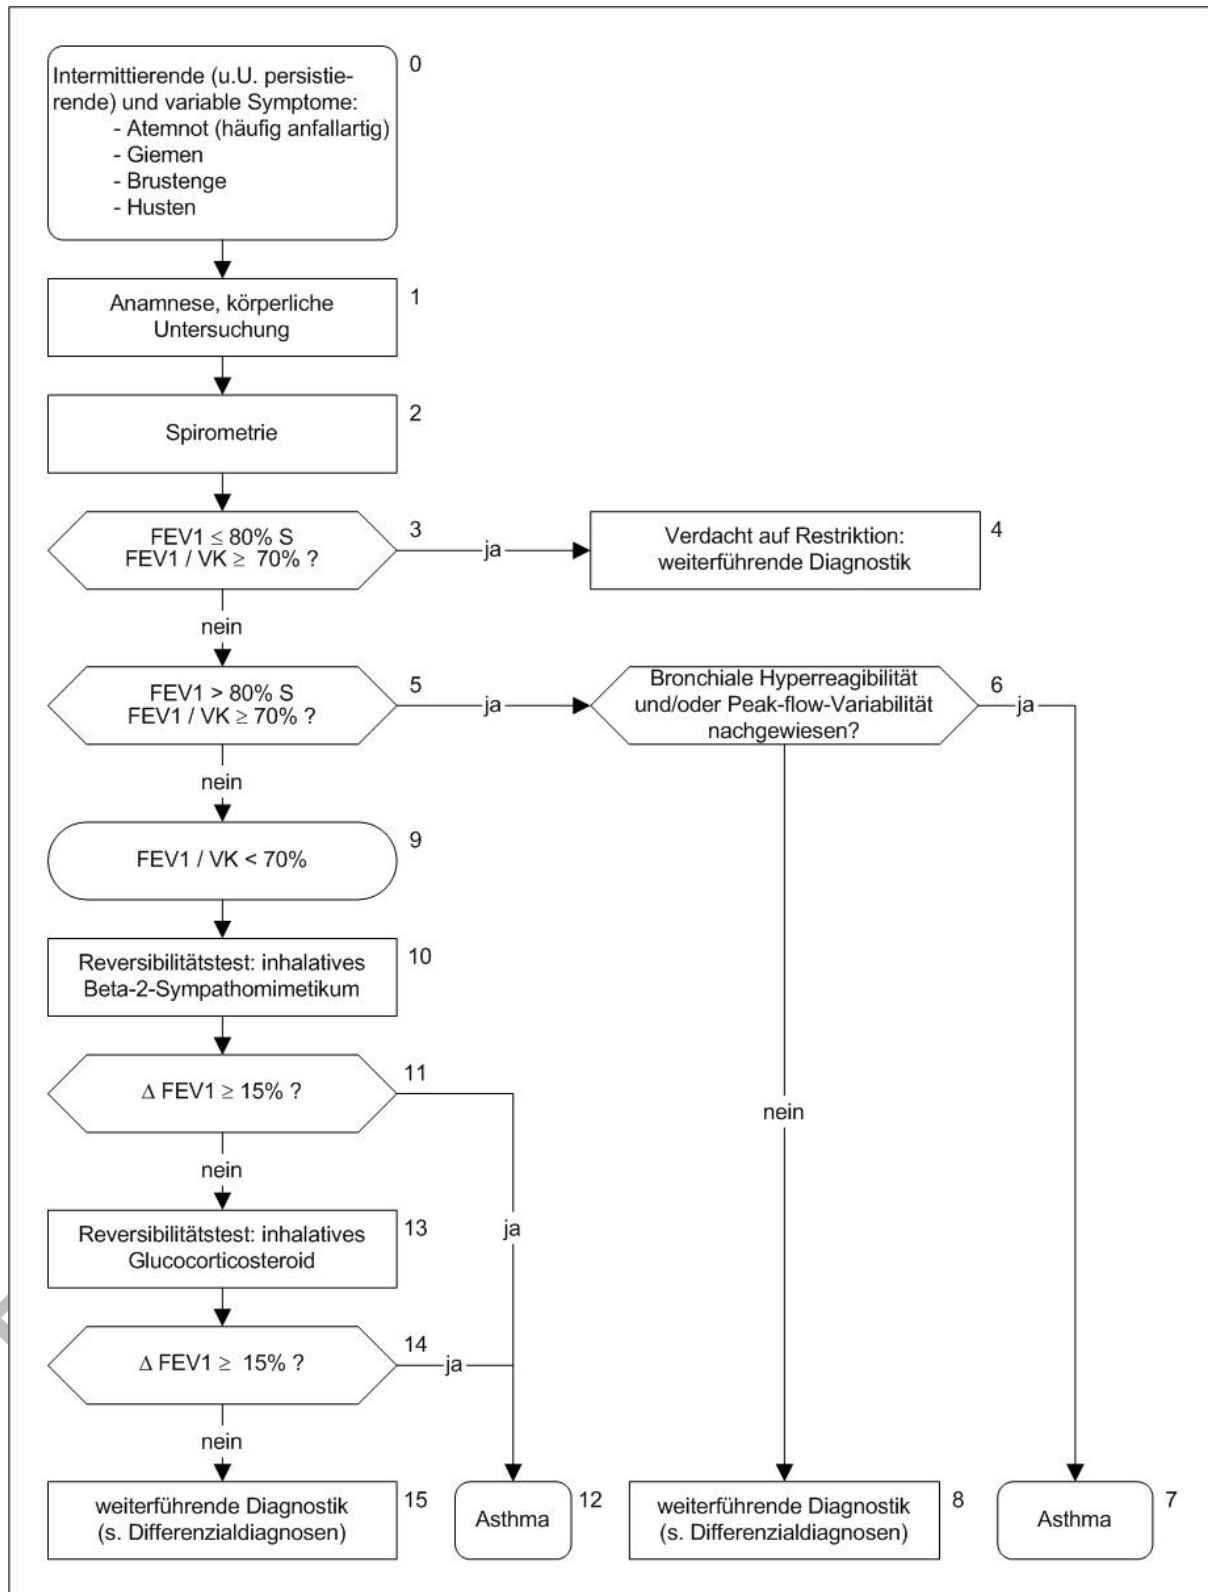 0
Intermittierende (u.U. persistie-
rende) und variable Symptome:
- Atemnot (häufig anfallartig)
- Giemen
- Brustenge
- Husten
1
Anamnese, körperliche
Untersuchung
2
Spirometrie
3
FEV1 ≤ 80% S
FEV1 / VK ≥ 70% ?
ja
4
Verdacht auf Restriktion:
weiterführende Diagnostik
nein
5
FEV1 > 80% S
FEV1 / VK ≥ 70% ?
ja
6
Bronchiale Hyperreagibilität
und/oder Peak-flow-Variabilität
nachgewiesen?
ja
nein
9
FEV1 / VK < 70%
10
Reversibilitätstest: inhalatives
Beta-2-Sympathomimetikum
11
Δ FEV1 ≥ 15% ?
nein
nein
13
Reversibilitätstest: inhalatives
Glucocorticosteroid
ja
14
Δ FEV1 ≥ 15% ?
ja
nein
15
weiterführende Diagnostik
(s. Differenzialdiagnosen)
12
Asthma
8
weiterführende Diagnostik
(s. Differenzialdiagnosen)
7
Asthma